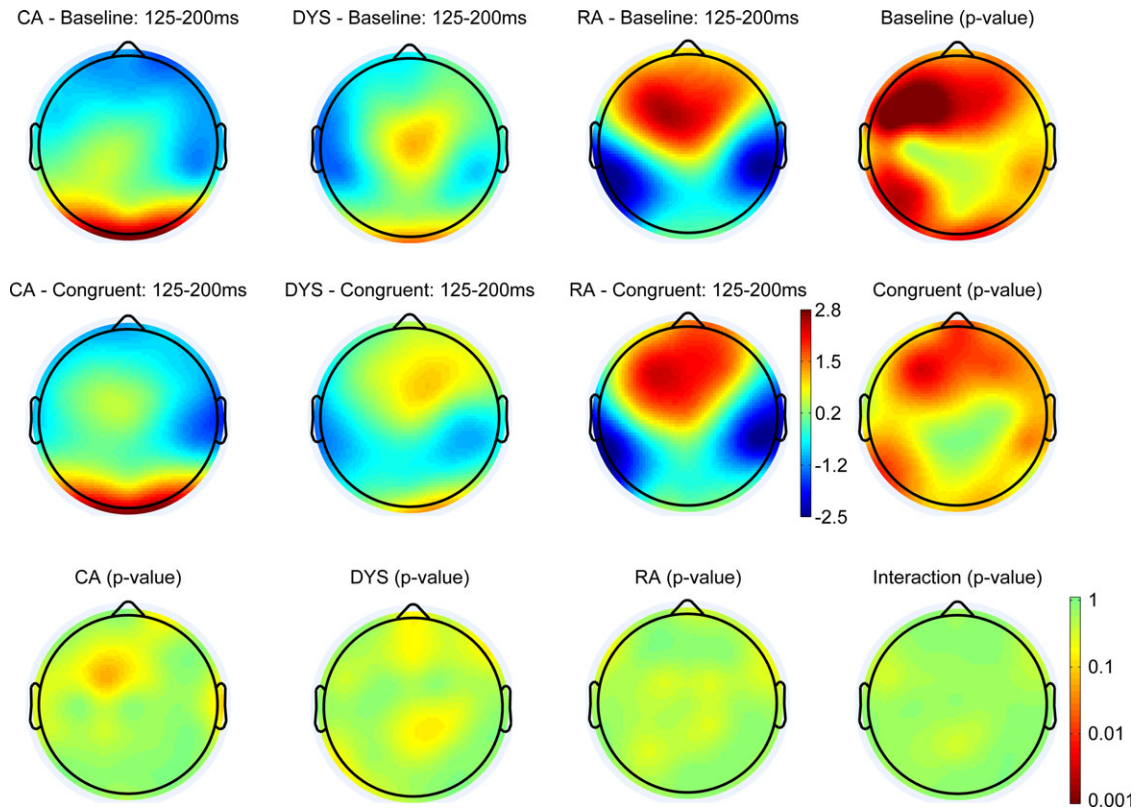 CA - Baseline: 125-200ms
DYS - Baseline: 125-200ms
RA - Baseline: 125-200ms
Baseline (p-value)
CA - Congruent: 125-200ms
DYS - Congruent: 125-200ms
RA - Congruent: 125-200ms
Congruent (p-value)
2.8
1.5
0.2
-1.2
-2.5
CA (p-value)
DYS (p-value)
RA (p-value)
Interaction (p-value)
1
0.1
0.01
0.001